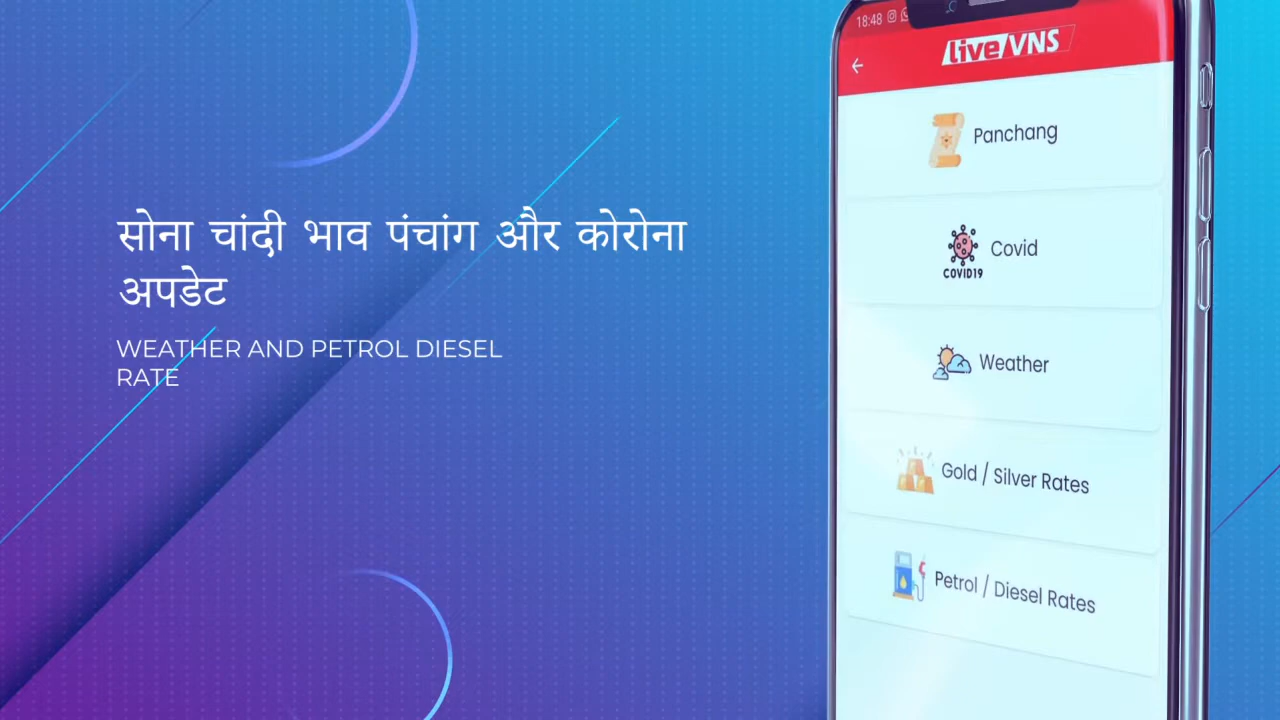 सोना चांदी भाव पंचांग और कोरोना
अपडेट
WEATHER AND PETROL DIESEL
RATE
18:48
live VNS
Panchang
COVID19
Covid
Weather
Gold / Silver Rates
Petrol / Diesel Rates